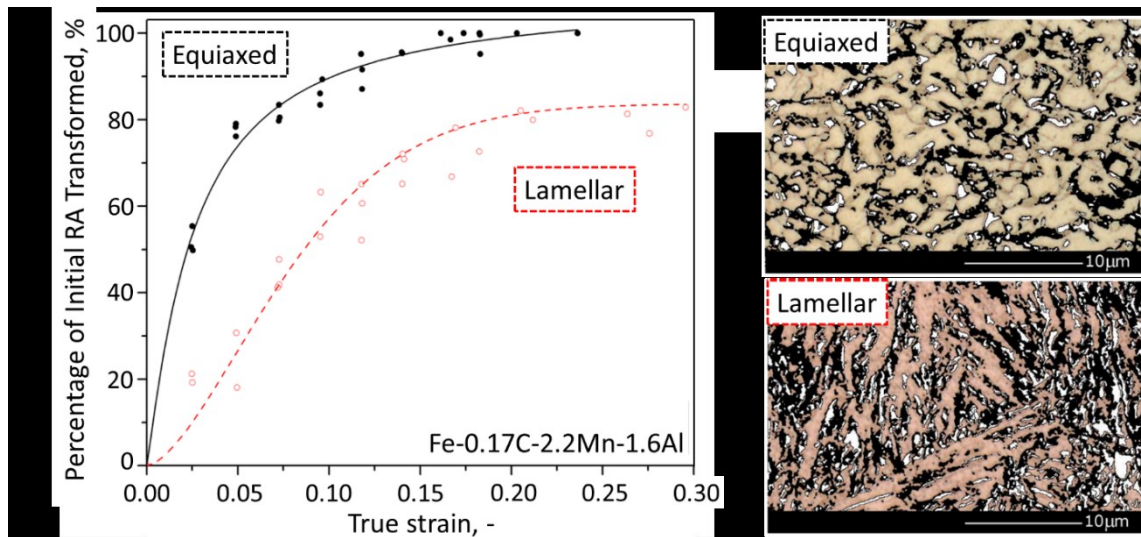 Percentage of Initial RA Transformed, %
100
80
60
40
20
0
0.00 0.05 0.10 0.15 0.20 0.25 0.30
True strain, -
Equiaxed
Lamellar
Fe-0.17C-2.2Mn-1.6Al
Equiaxed
10µm
Lamellar
10µm